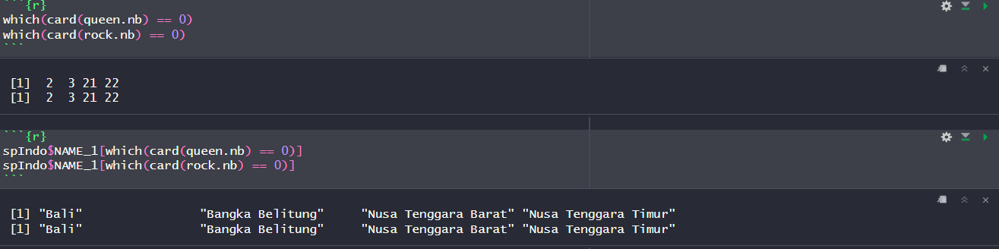 ```{r}
which(card(queen.nb) == 0)
which(card(rock.nb) == 0)
```
[1]  2  3 21 22
[1]  2  3 21 22
```{r}
spIndo$NAME_1[which(card(queen.nb) == 0)]
spIndo$NAME_1[which(card(rock.nb) == 0)]
```
[1] "Bali"                "Bangka Belitung"     "Nusa Tenggara Barat" "Nusa Tenggara Timur"
[1] "Bali"                "Bangka Belitung"     "Nusa Tenggara Barat" "Nusa Tenggara Timur"